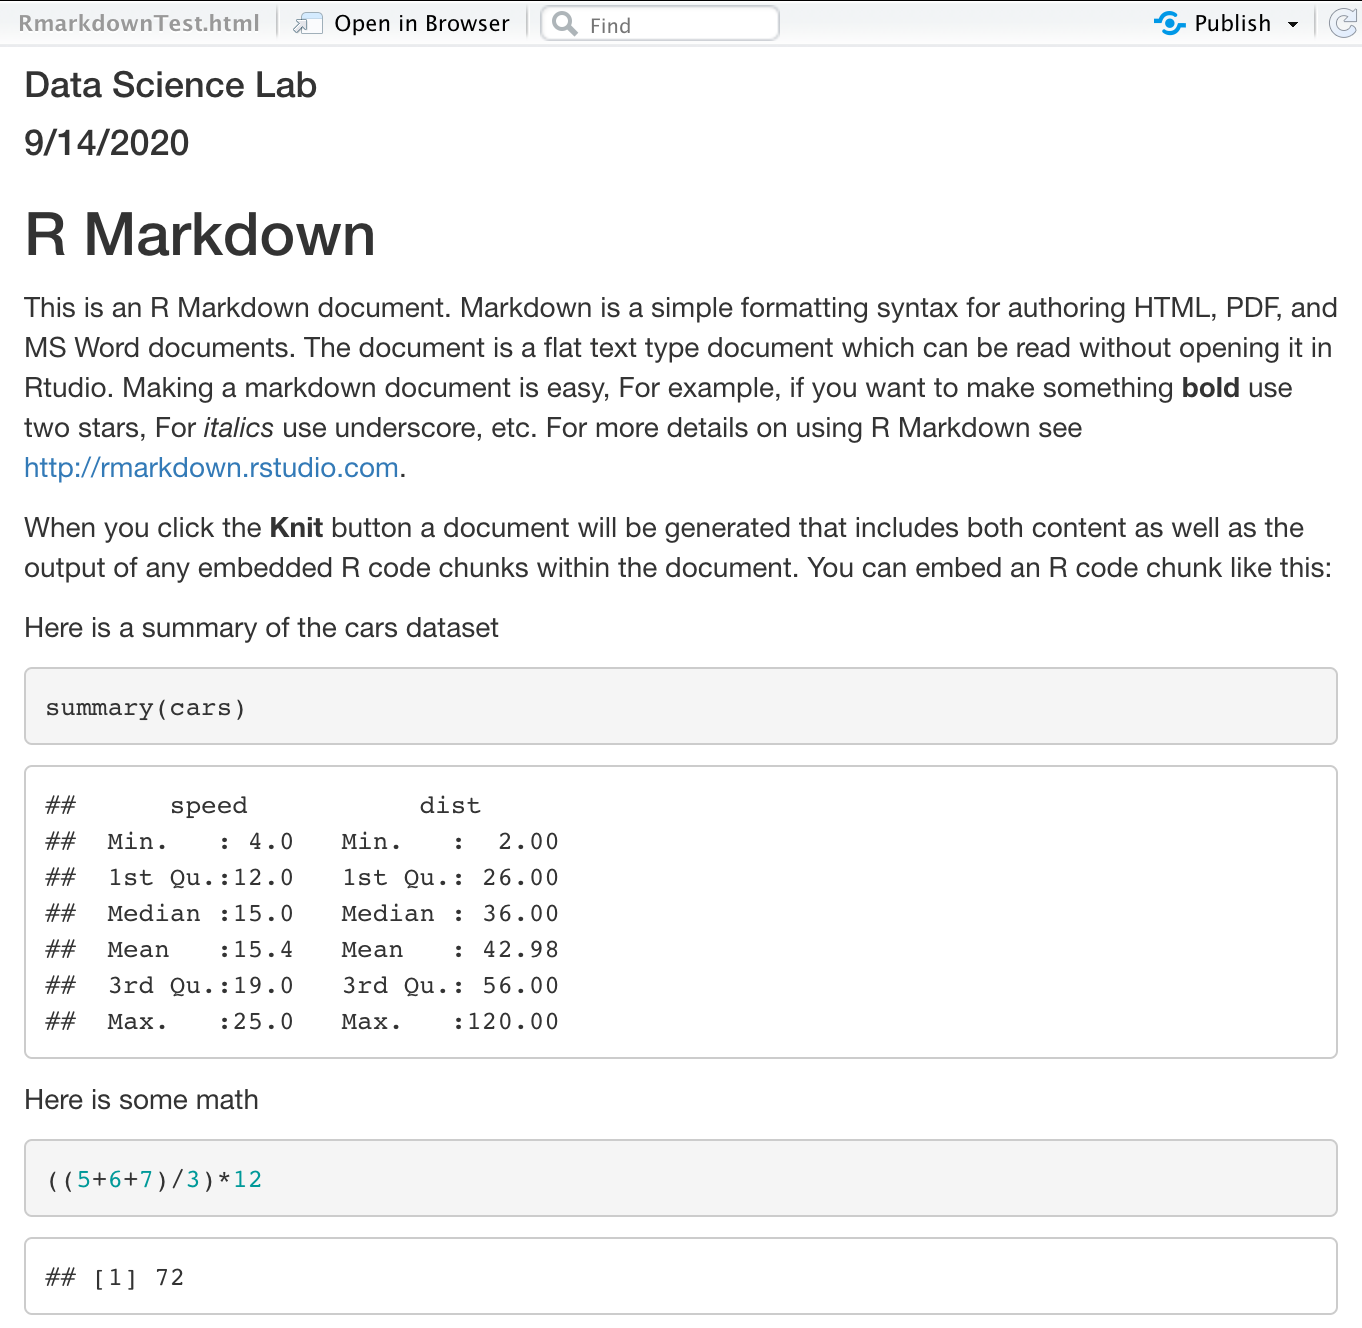 RmarkdownTest.html Open in Browser Find Publish
Data Science Lab
9/14/2020
R Markdown
This is an R Markdown document. Markdown is a simple formatting syntax for authoring HTML, PDF, and
MS Word documents. The document is a flat text type document which can be read without opening it in
Rtudio. Making a markdown document is easy, For example, if you want to make something bold use
two stars, For italics use underscore, etc. For more details on using R Markdown see
http://rmarkdown.rstudio.com.
When you click the Knit button a document will be generated that includes both content as well as the
output of any embedded R code chunks within the document. You can embed an R code chunk like this:
Here is a summary of the cars dataset
summary(cars)
##      speed           dist
##  Min.   : 4.0   Min.   :  2.00
##  1st Qu.:12.0   1st Qu.: 26.00
##  Median :15.0   Median : 36.00
##  Mean   :15.4   Mean   : 42.98
##  3rd Qu.:19.0   3rd Qu.: 56.00
##  Max.   :25.0   Max.   :120.00
Here is some math
((5+6+7)/3)*12
## [1] 72